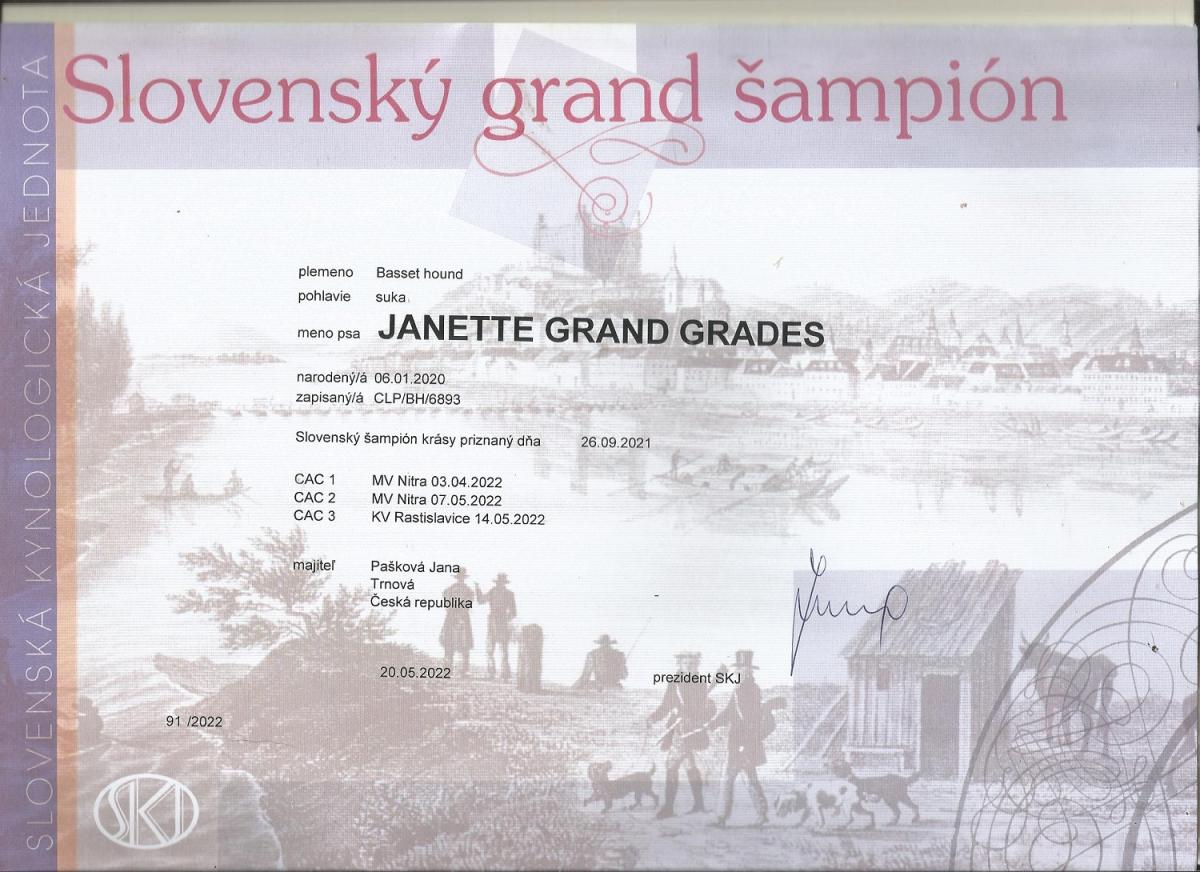 Slovenský grand šampión
SLOVENSKÁ KYNOLOGICKÁ JEDNOTA
plemeno Basset hound
pohlavie suka
meno psa JANETTE GRAND GRADES
narodený/á 06.01.2020
zapísaný/á CLP/BH/6893
Slovenský šampión krásy priznaný dňa 26.09.2021
CAC 1 MV Nitra 03.04.2022
CAC 2 MV Nitra 07.05.2022
CAC 3 KV Rastislavice 14.05.2022
majiteľ Pašková Jana
Trnová
Česká republika
20.05.2022
prezident SKJ
91 /2022
SKJ